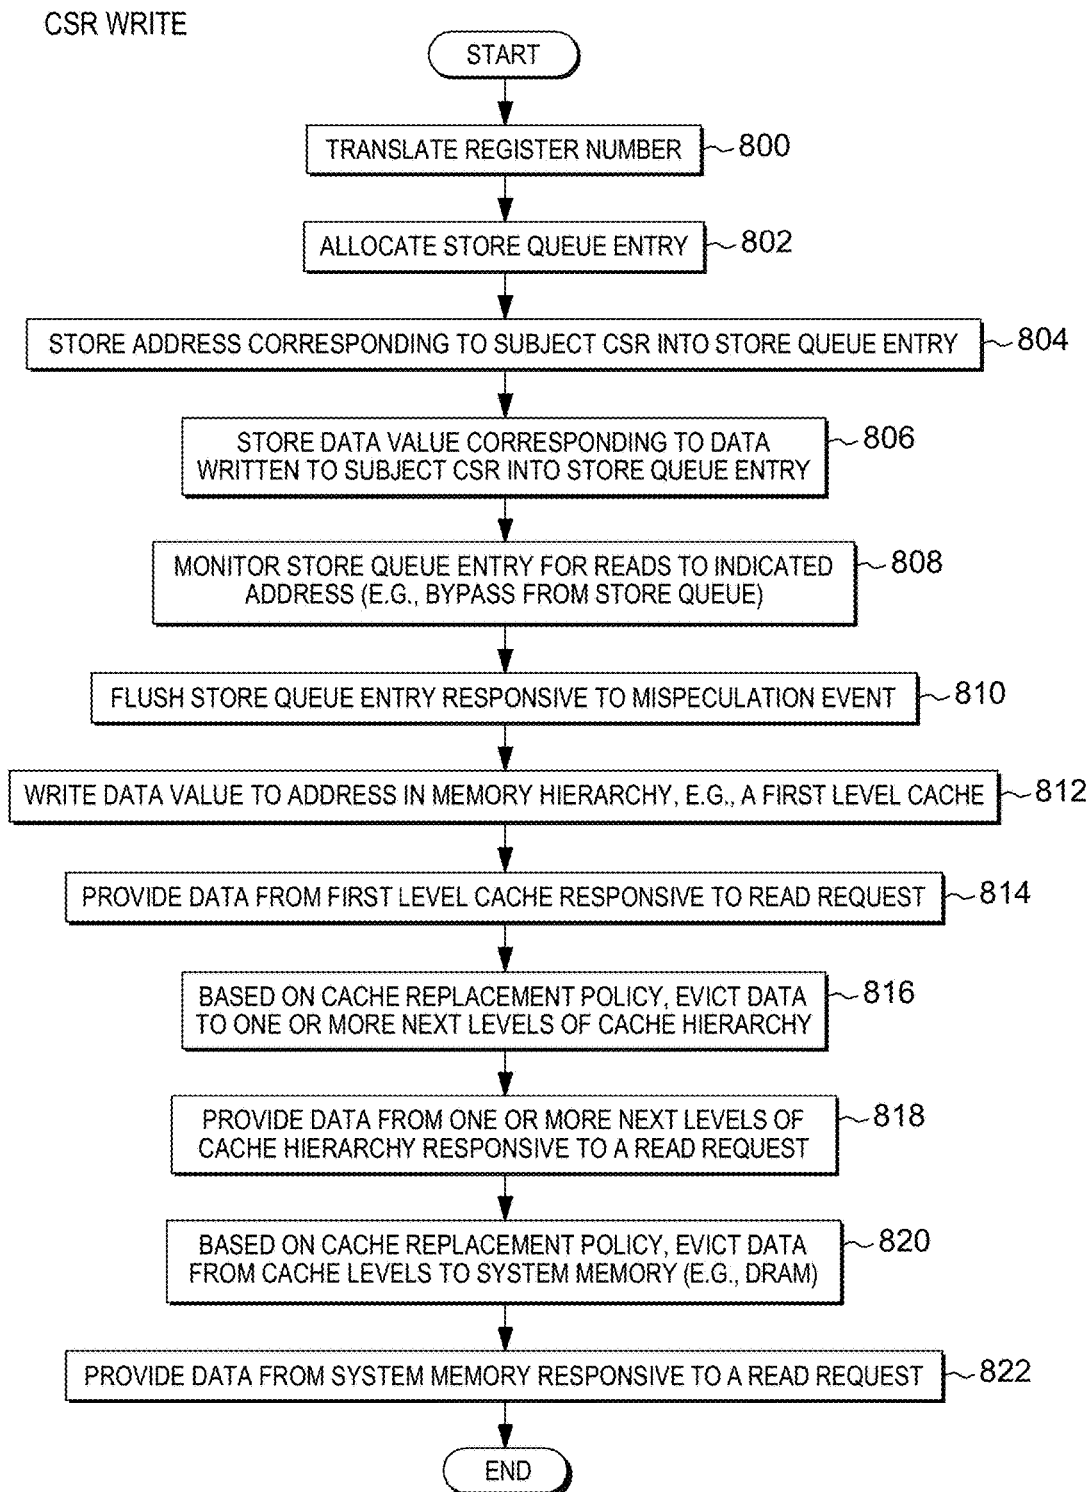 CSR WRITE
START
TRANSLATE REGISTER NUMBER
800
ALLOCATE STORE QUEUE ENTRY
802
STORE ADDRESS CORRESPONDING TO SUBJECT CSR INTO STORE QUEUE ENTRY
804
STORE DATA VALUE CORRESPONDING TO DATA
WRITTEN TO SUBJECT CSR INTO STORE QUEUE ENTRY
806
MONITOR STORE QUEUE ENTRY FOR READS TO INDICATED
ADDRESS (E.G., BYPASS FROM STORE QUEUE)
808
FLUSH STORE QUEUE ENTRY RESPONSIVE TO MISPECULATION EVENT
810
WRITE DATA VALUE TO ADDRESS IN MEMORY HIERARCHY, E.G., A FIRST LEVEL CACHE
812
PROVIDE DATA FROM FIRST LEVEL CACHE RESPONSIVE TO READ REQUEST
814
BASED ON CACHE REPLACEMENT POLICY, EVICT DATA
TO ONE OR MORE NEXT LEVELS OF CACHE HIERARCHY
816
PROVIDE DATA FROM ONE OR MORE NEXT LEVELS OF
CACHE HIERARCHY RESPONSIVE TO A READ REQUEST
818
BASED ON CACHE REPLACEMENT POLICY, EVICT DATA
FROM CACHE LEVELS TO SYSTEM MEMORY (E.G., DRAM)
820
PROVIDE DATA FROM SYSTEM MEMORY RESPONSIVE TO A READ REQUEST
822
END